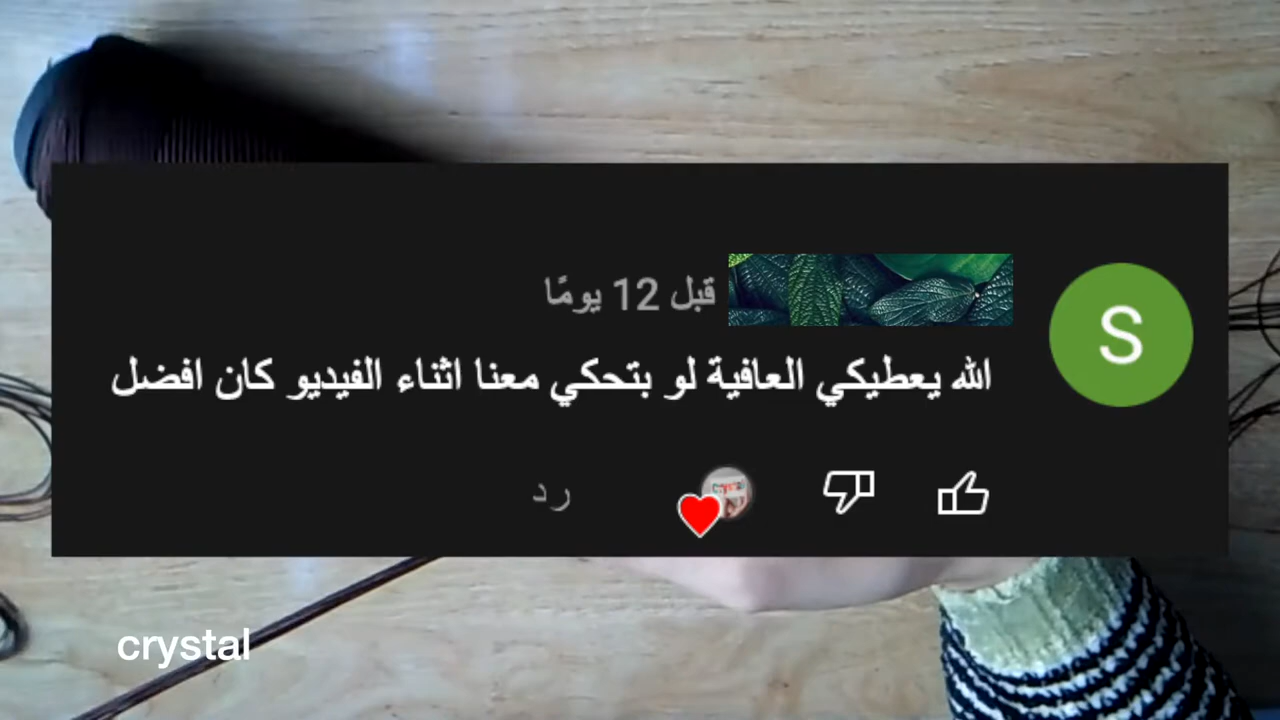 قبل 12 يومًا
S
الله يعطيكي العافية لو بتحكي معنا اثناء الفيديو كان افضل
رد
crystal